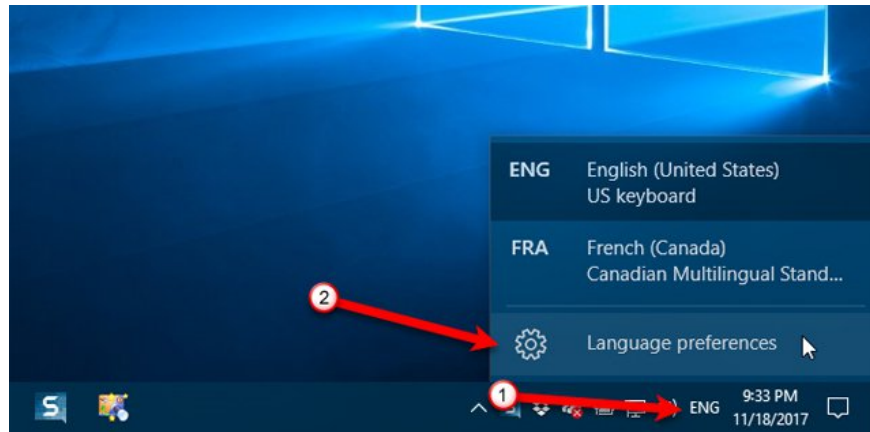 ENG English (United States)
US keyboard
FRA French (Canada)
Canadian Multilingual Stand...
2
Language preferences
S
1
ENG
9:33 PM
11/18/2017